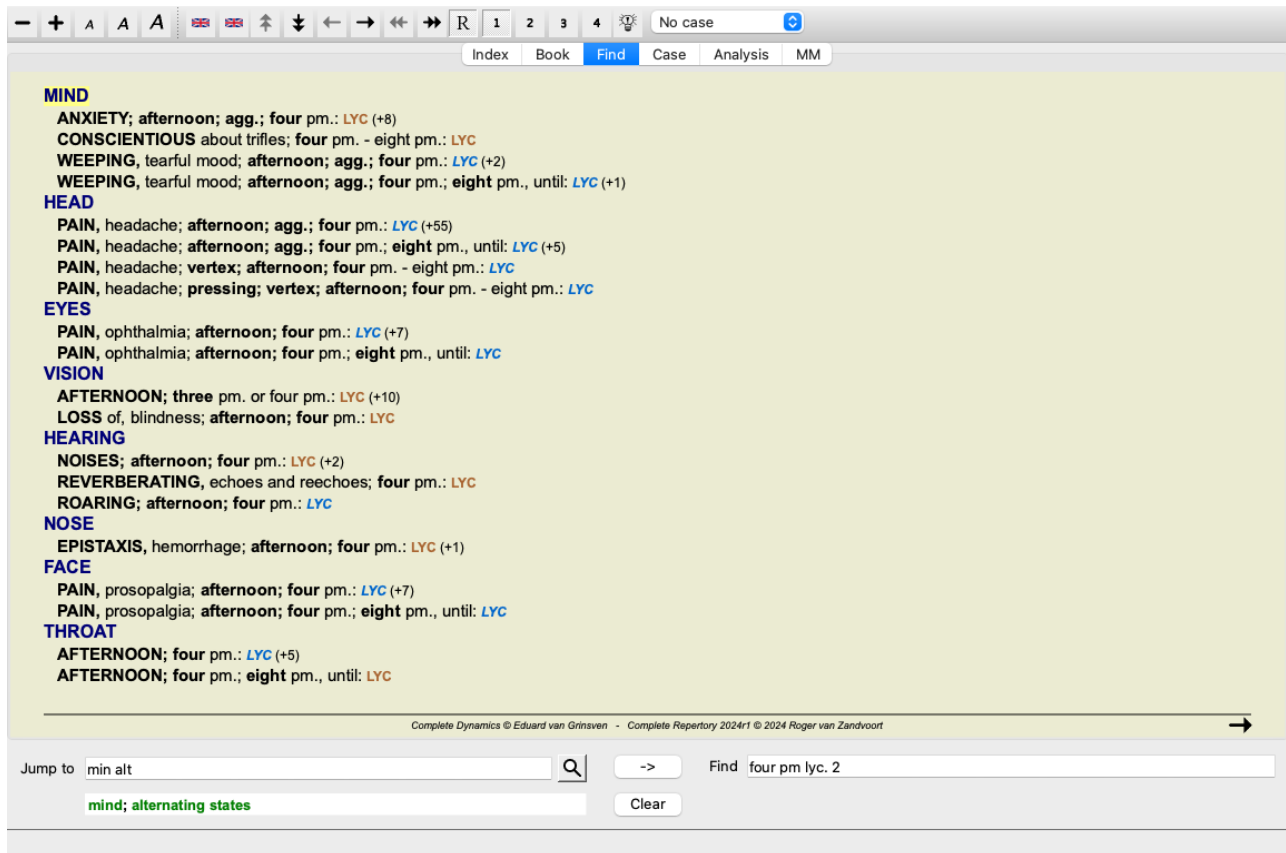 A A A R 1 2 3 4 No case
Index Book Find Case Analysis MM
MIND
ANXIETY; afternoon; agg.; four pm.: LYC (+8)
CONSCIENTIOUS about trifles; four pm. - eight pm.: LYC
WEEPING, tearful mood; afternoon; agg.; four pm.: LYC (+2)
WEEPING, tearful mood; afternoon; agg.; four pm.; eight pm., until: LYC (+1)
HEAD
PAIN, headache; afternoon; agg.; four pm.: LYC (+55)
PAIN, headache; afternoon; agg.; four pm.; eight pm., until: LYC (+5)
PAIN, headache; vertex; afternoon; four pm. - eight pm.: LYC
PAIN, headache; pressing; vertex; afternoon; four pm. - eight pm.: LYC
EYES
PAIN, ophthalmia; afternoon; four pm.: LYC (+7)
PAIN, ophthalmia; afternoon; four pm.; eight pm., until: LYC
VISION
AFTERNOON; three pm. or four pm.: LYC (+10)
LOSS of, blindness; afternoon; four pm.: LYC
HEARING
NOISES; afternoon; four pm.: LYC (+2)
REVERBERATING, echoes and reechoes; four pm.: LYC
ROARING; afternoon; four pm.: LYC
NOSE
EPISTAXIS, hemorrhage; afternoon; four pm.: LYC (+1)
FACE
PAIN, prosopalgia; afternoon; four pm.: LYC (+7)
PAIN, prosopalgia; afternoon; four pm.; eight pm., until: LYC
THROAT
AFTERNOON; four pm.: LYC (+5)
AFTERNOON; four pm.; eight pm., until: LYC
Complete Dynamics © Eduard van Grinsven - Complete Repertory 2024r1 © 2024 Roger van Zandvoort
Jump to min alt -> Find four pm lyc. 2
mind; alternating states Clear